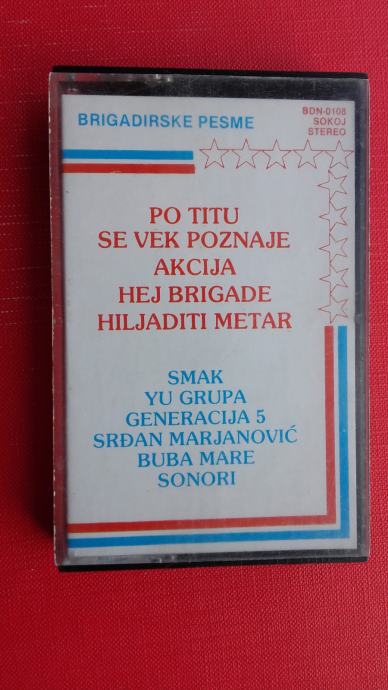 BRIGADIRSKE PESME
BDN-0108
SOKOJ
STEREO
PO TITU
SE VEK POZNAJE
AKCIJA
HEJ BRIGADE
HILJADITI METAR
SMAK
YU GRUPA
GENERACIJA 5
SRĐAN MARJANOVIĆ
BUBA MARE
SONORI